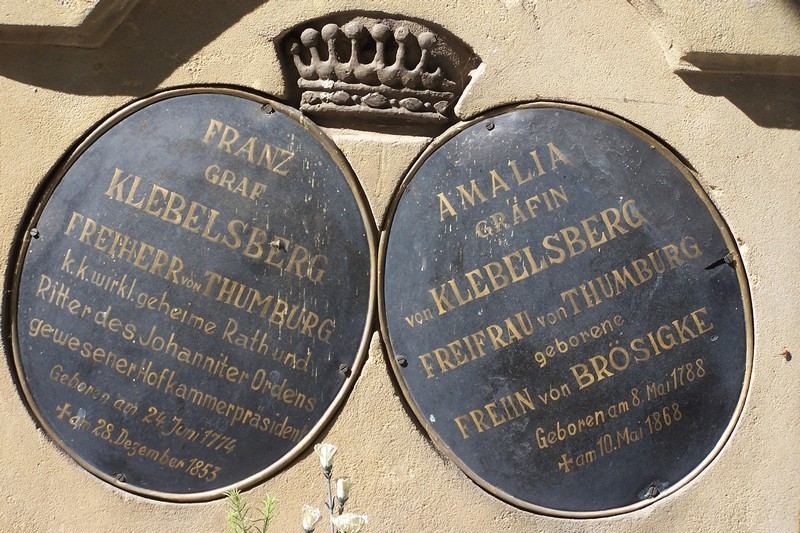 FRANZ
GRAF
KLEBELSBERG
FREIHERR von THUMBURG
k.k. wirkl. geheime Rath und
Ritter des Johanniter Ordens
gewesener Hofkammerpräsident
Geboren am 24. Juni 1774
+ am 28. Dezember 1853
AMALIA
GRÄFIN
von KLEBELSBERG
FREIFRAU von THUMBURG
geborene
FREIIN von BRÖSIGKE
Geboren am 8. Mai 1788
+ am 10. Mai 1868